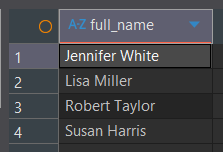 A-Z full_name
1 Jennifer White
2 Lisa Miller
3 Robert Taylor
4 Susan Harris